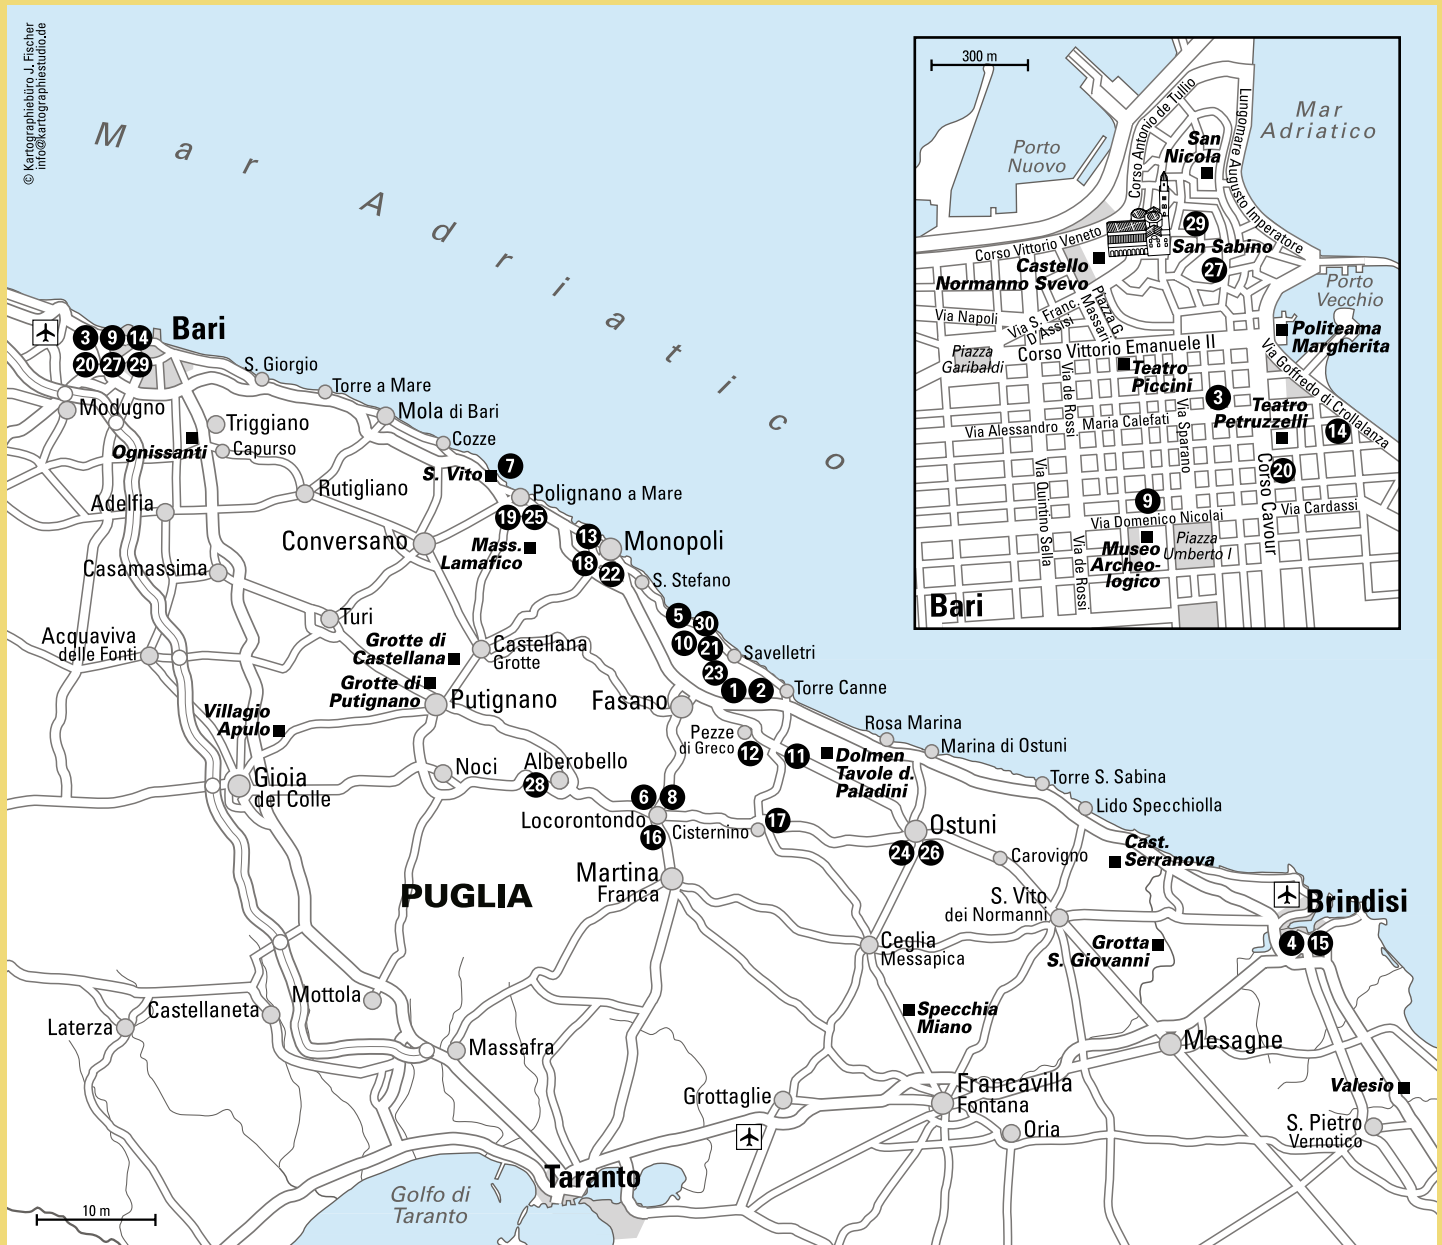 © Kartographiebüro J. Fischer
info@kartographiestudio.de
Mar Adriatico
Bari
3 9 14
20 27 29
S. Giorgio
Torre a Mare
Modugno
Triggiano
Mola di Bari
Ognissanti
Capurso
Cozze
S. Vito
7
Rutigliano
Polignano a Mare
Adelfia
19 25
13
Conversano
Mass.
Lamafico
Monopoli
18 22
Casamassima
S. Stefano
Turi
5 30
Acquaviva
delle Fonti
Grotte di
Castellana
Castellana
Grotte
10 21
Savelletri
23
Grotte di
Putignano
Putignano
Fasano
1 2
Torre Canne
Villagio
Apulo
Pezze
di Greco
12
11
Rosa Marina
Marina di Ostuni
Dolmen
Tavole d.
Paladini
Gioia
del Colle
Noci
Alberobello
28
Torre S. Sabina
6 8
Lido Specchiolla
Locorontondo
16
Cisternino
17
Ostuni
24 26
Carovigno
Cast.
Serranova
Martina
Franca
PUGLIA
S. Vito
dei Normanni
Brindisi
4 15
Ceglia
Messapica
Grotta
S. Giovanni
Mottola
Castellaneta
Laterza
Specchia
Miano
Massafra
Mesagne
Grottaglie
Francavilla
Fontana
Valesio
Oria
S. Pietro
Vernotico
Taranto
Golfo di
Taranto
10 m
300 m
Mar
Adriatico
Porto
Nuovo
Corso Antonio de Tullio
Lungomare Augusto Imperatore
San
Nicola
29
Corso Vittorio Veneto
San Sabino
Castello
Normanno Svevo
27
Porto
Vecchio
Via Napoli
Via S. Franc.
D'Assisi
Piazza G.
Massari
Politeama
Margherita
Piazza
Garibaldi
Corso Vittorio Emanuele II
Via Goffredo di Crollalanza
Teatro
Piccini
Via de Rossi
3
Via Sparano
Teatro
Petruzzelli
14
Via Alessandro
Maria Calefati
Via Quintino Sella
20
Corso Cavour
9
Via Domenico Nicolai
Via Cardassi
Museo
Archeo-
logico
Piazza
Umberto I
Via de Rossi
Bari